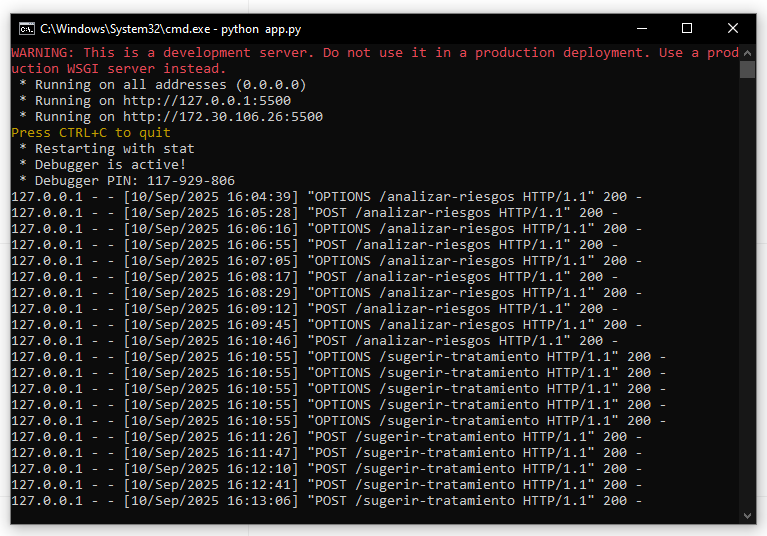 C:\Windows\System32\cmd.exe - python app.py
WARNING: This is a development server. Do not use it in a production deployment. Use a prod
uction WSGI server instead.
 * Running on all addresses (0.0.0.0)
 * Running on http://127.0.0.1:5500
 * Running on http://172.30.106.26:5500
Press CTRL+C to quit
 * Restarting with stat
 * Debugger is active!
 * Debugger PIN: 117-929-806
127.0.0.1 - - [10/Sep/2025 16:04:39] "OPTIONS /analizar-riesgos HTTP/1.1" 200 -
127.0.0.1 - - [10/Sep/2025 16:05:28] "POST /analizar-riesgos HTTP/1.1" 200 -
127.0.0.1 - - [10/Sep/2025 16:06:16] "OPTIONS /analizar-riesgos HTTP/1.1" 200 -
127.0.0.1 - - [10/Sep/2025 16:06:55] "POST /analizar-riesgos HTTP/1.1" 200 -
127.0.0.1 - - [10/Sep/2025 16:07:05] "OPTIONS /analizar-riesgos HTTP/1.1" 200 -
127.0.0.1 - - [10/Sep/2025 16:08:17] "POST /analizar-riesgos HTTP/1.1" 200 -
127.0.0.1 - - [10/Sep/2025 16:08:29] "OPTIONS /analizar-riesgos HTTP/1.1" 200 -
127.0.0.1 - - [10/Sep/2025 16:09:12] "POST /analizar-riesgos HTTP/1.1" 200 -
127.0.0.1 - - [10/Sep/2025 16:09:45] "OPTIONS /analizar-riesgos HTTP/1.1" 200 -
127.0.0.1 - - [10/Sep/2025 16:10:46] "POST /analizar-riesgos HTTP/1.1" 200 -
127.0.0.1 - - [10/Sep/2025 16:10:55] "OPTIONS /sugerir-tratamiento HTTP/1.1" 200 -
127.0.0.1 - - [10/Sep/2025 16:10:55] "OPTIONS /sugerir-tratamiento HTTP/1.1" 200 -
127.0.0.1 - - [10/Sep/2025 16:10:55] "OPTIONS /sugerir-tratamiento HTTP/1.1" 200 -
127.0.0.1 - - [10/Sep/2025 16:10:55] "OPTIONS /sugerir-tratamiento HTTP/1.1" 200 -
127.0.0.1 - - [10/Sep/2025 16:10:55] "OPTIONS /sugerir-tratamiento HTTP/1.1" 200 -
127.0.0.1 - - [10/Sep/2025 16:11:26] "POST /sugerir-tratamiento HTTP/1.1" 200 -
127.0.0.1 - - [10/Sep/2025 16:11:47] "POST /sugerir-tratamiento HTTP/1.1" 200 -
127.0.0.1 - - [10/Sep/2025 16:12:10] "POST /sugerir-tratamiento HTTP/1.1" 200 -
127.0.0.1 - - [10/Sep/2025 16:12:41] "POST /sugerir-tratamiento HTTP/1.1" 200 -
127.0.0.1 - - [10/Sep/2025 16:13:06] "POST /sugerir-tratamiento HTTP/1.1" 200 -